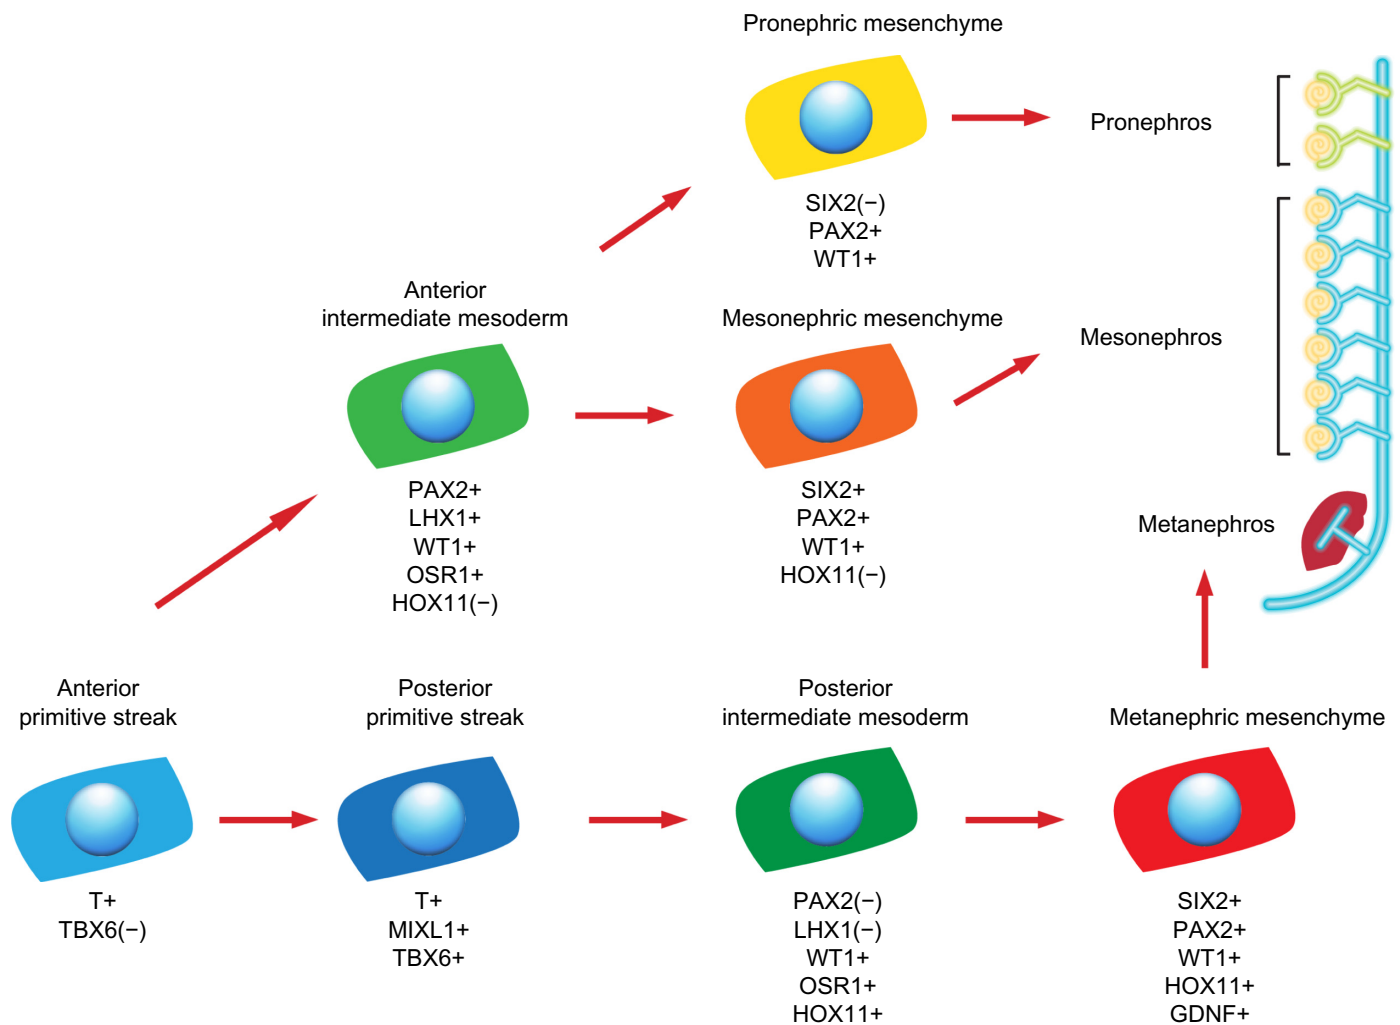 Pronephric mesenchyme
SIX2(−)
PAX2+
WT1+
Pronephros
Anterior
intermediate mesoderm
PAX2+
LHX1+
WT1+
OSR1+
HOX11(−)
Mesonephric mesenchyme
SIX2+
PAX2+
WT1+
HOX11(−)
Mesonephros
Metanephros
Anterior
primitive streak
T+
TBX6(−)
Posterior
primitive streak
T+
MIXL1+
TBX6+
Posterior
intermediate mesoderm
PAX2(−)
LHX1(−)
WT1+
OSR1+
HOX11+
Metanephric mesenchyme
SIX2+
PAX2+
WT1+
HOX11+
GDNF+